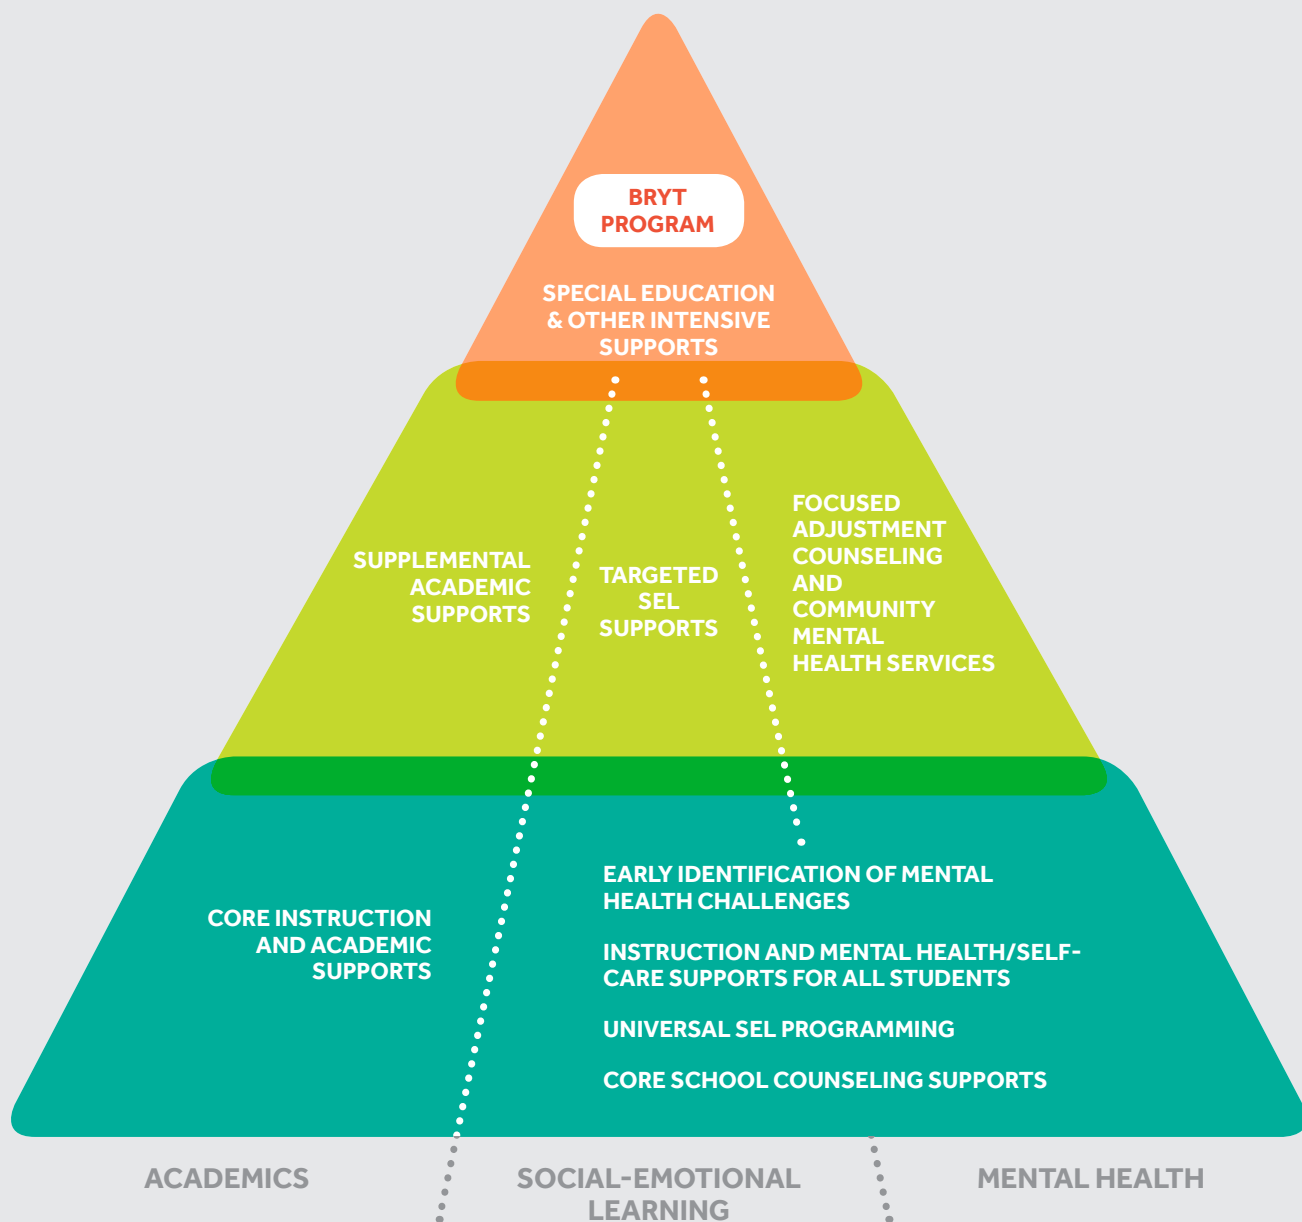 BRYT
PROGRAM
SPECIAL EDUCATION
& OTHER INTENSIVE
SUPPORTS
SUPPLEMENTAL
ACADEMIC
SUPPORTS
TARGETED
SEL
SUPPORTS
FOCUSED
ADJUSTMENT
COUNSELING
AND
COMMUNITY
MENTAL
HEALTH SERVICES
CORE INSTRUCTION
AND ACADEMIC
SUPPORTS
EARLY IDENTIFICATION OF MENTAL
HEALTH CHALLENGES
INSTRUCTION AND MENTAL HEALTH/SELF-
CARE SUPPORTS FOR ALL STUDENTS
UNIVERSAL SEL PROGRAMMING
CORE SCHOOL COUNSELING SUPPORTS
ACADEMICS
SOCIAL-EMOTIONAL
LEARNING
MENTAL HEALTH